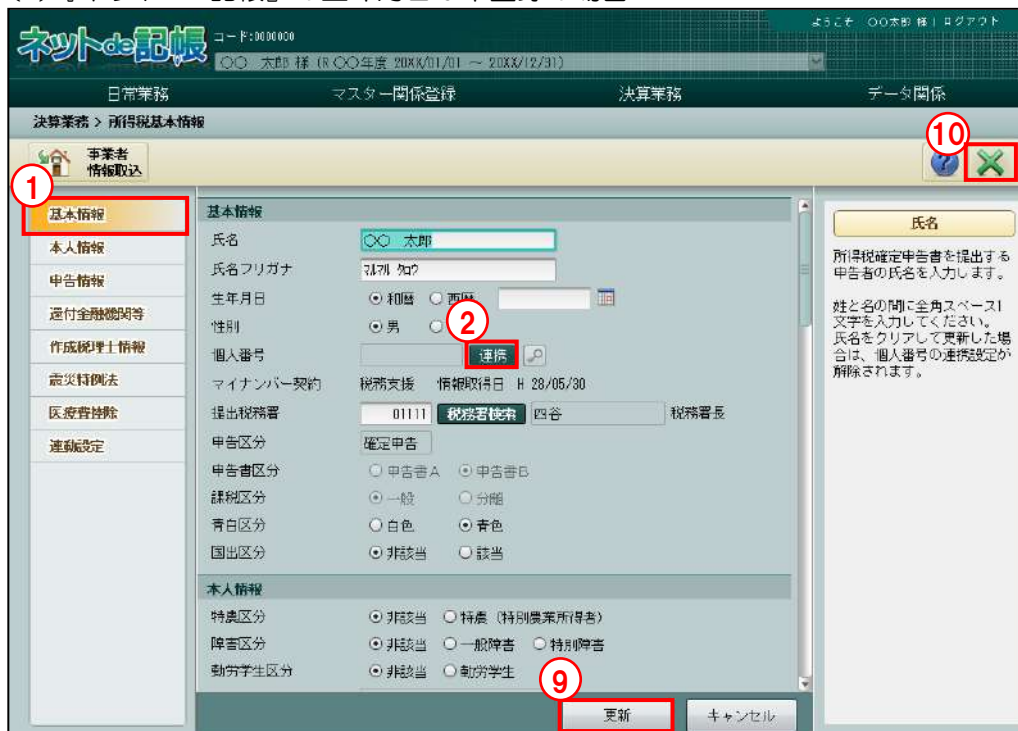 ようこそ 〇〇太郎 様 | ログアウト
ネットde記帳
コード:0000000
〇〇 太郎 様 (R〇〇年度 20XX/01/01 ～ 20XX/12/31)
日常業務 マスター関係登録 決算業務 データ関係
決算業務 > 所得税基本情報
事業者
情報取込
⑩
①
基本情報
本人情報
申告情報
還付金融機関等
作成税理士情報
震災特例法
医療費控除
連動設定
基本情報
氏名 〇〇 太郎
氏名フリガナ ﾏﾙﾏﾙ ﾀﾛｳ
生年月日 和暦 西暦
性別 男
②
個人番号 連携
マイナンバー契約 税務支援 情報取得日 H 28/05/30
提出税務署 01111 税務署検索 四谷 税務署長
申告区分 確定申告
申告書区分 申告書A 申告書B
課税区分 一般 分離
青白区分 白色 青色
国出区分 非該当 該当
本人情報
特農区分 非該当 特農（特別農業所得者）
障害区分 非該当 一般障害 特別障害
勤労学生区分 非該当 勤労学生
⑨
更新 キャンセル
氏名
所得税確定申告書を提出する
申告者の氏名を入力します。
姓と名の間に全角スペース1
文字を入力してください。
氏名をクリアして更新した場
合は、個人番号の連携設定が
解除されます。